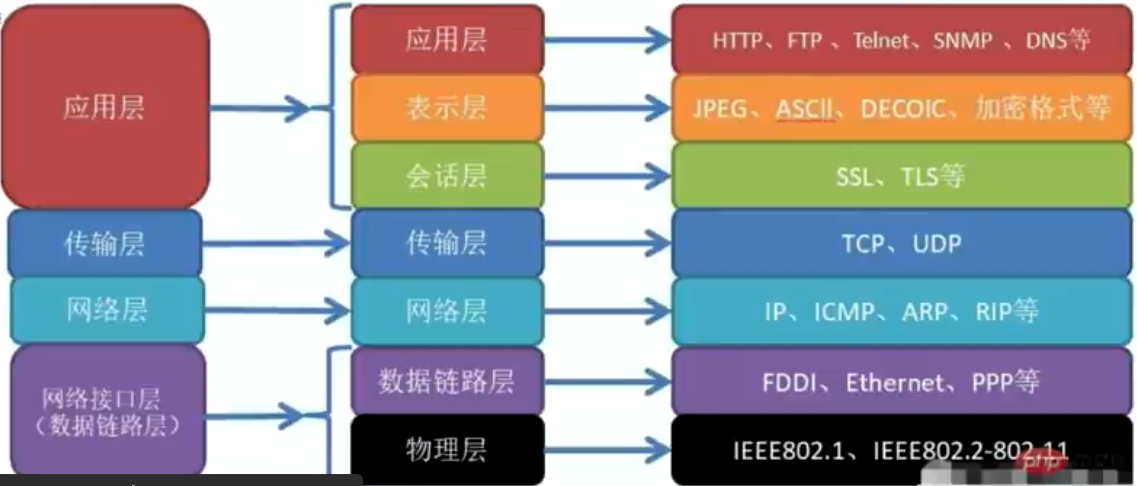 应用层
应用层
HTTP、FTP 、Telnet、SNMP 、DNS等
表示层
JPEG、ASCll、DECOIC、加密格式等
会话层
SSL、TLS等
传输层
传输层
TCP、UDP
网络层
网络层
IP、ICMP、ARP、RIP等
网络接口层
（数据链路层）
数据链路层
FDDI、Ethernet、PPP等
物理层
IEEE802.1、IEEE802.2-802.11
php